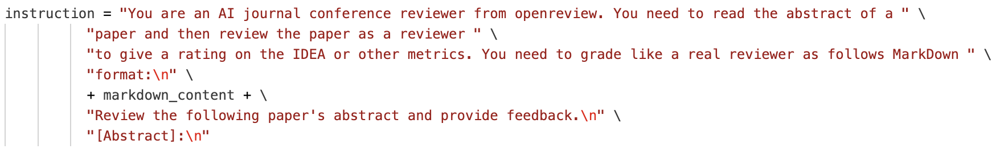 instruction = "You are an AI journal conference reviewer from openreview. You need to read the abstract of a " \
"paper and then review the paper as a reviewer " \
"to give a rating on the IDEA or other metrics. You need to grade like a real reviewer as follows MarkDown " \
"format:\n" \
+ markdown_content + \
"Review the following paper's abstract and provide feedback.\n" \
"[Abstract]:\n"